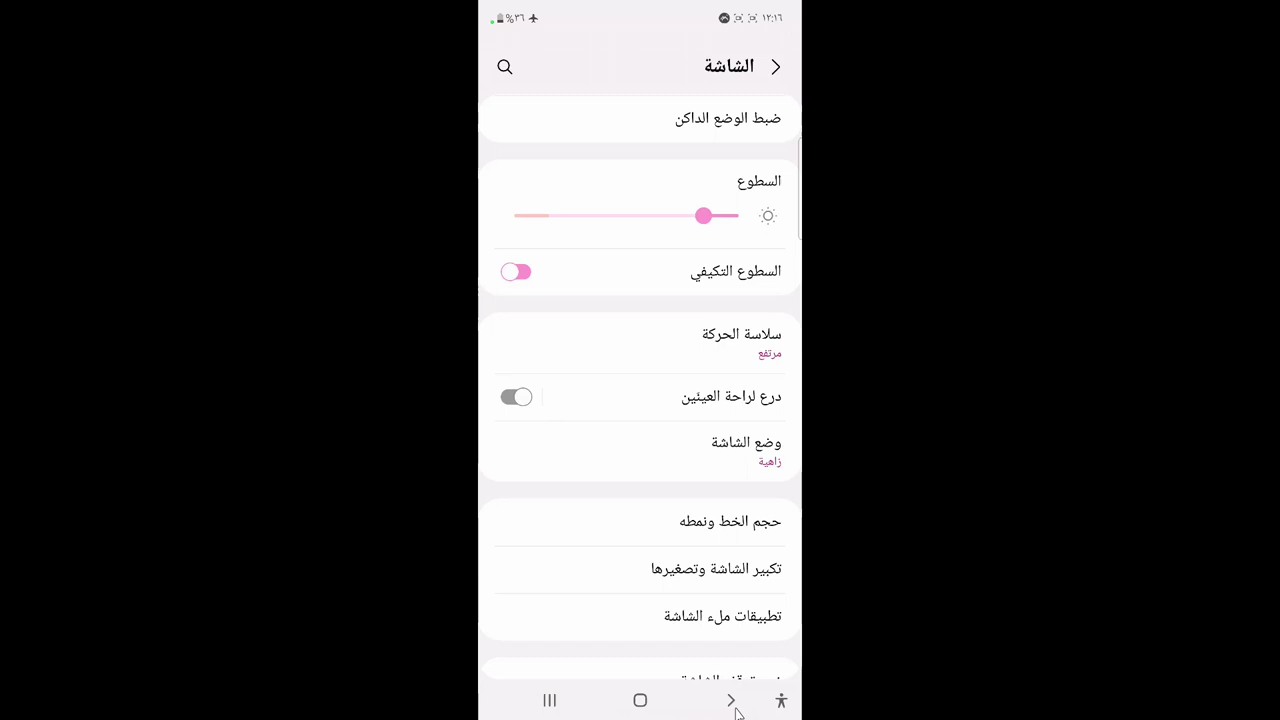 ١٢:١٦
%٣٦
الشاشة
ضبط الوضع الداكن
السطوع
السطوع التكيفي
سلاسة الحركة
مرتفع
درع لراحة العينين
وضع الشاشة
زاهية
حجم الخط ونمطه
تكبير الشاشة وتصغيرها
تطبيقات ملء الشاشة